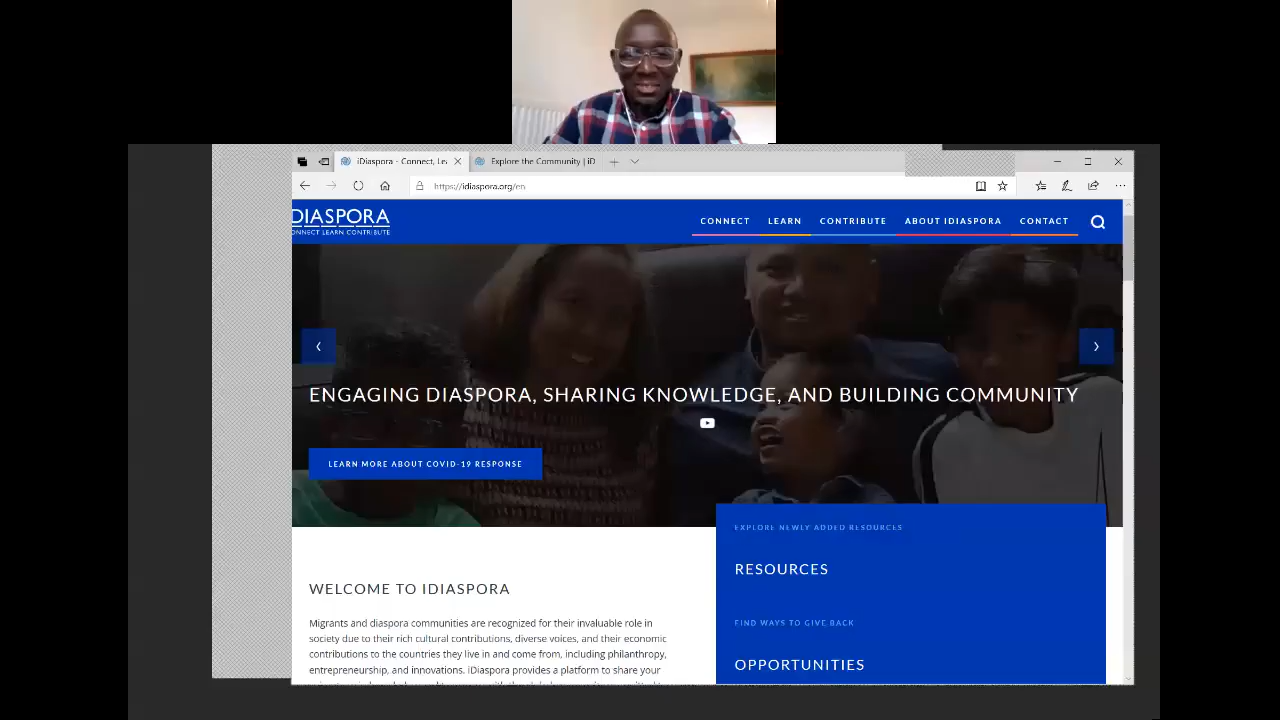 iDiaspora - Connect, Le
Explore the Community | iD
https://idiaspora.org/en
DIASPORA
ONNECT LEARN CONTRIBUTE
CONNECT
LEARN
CONTRIBUTE
ABOUT IDIASPORA
CONTACT
ENGAGING DIASPORA, SHARING KNOWLEDGE, AND BUILDING COMMUNITY
LEARN MORE ABOUT COVID-19 RESPONSE
EXPLORE NEWLY ADDED RESOURCES
RESOURCES
FIND WAYS TO GIVE BACK
OPPORTUNITIES
WELCOME TO IDIASPORA
Migrants and diaspora communities are recognized for their invaluable role in
society due to their rich cultural contributions, diverse voices, and their economic
contributions to the countries they live in and come from, including philanthropy,
entrepreneurship, and innovations. iDiaspora provides a platform to share your